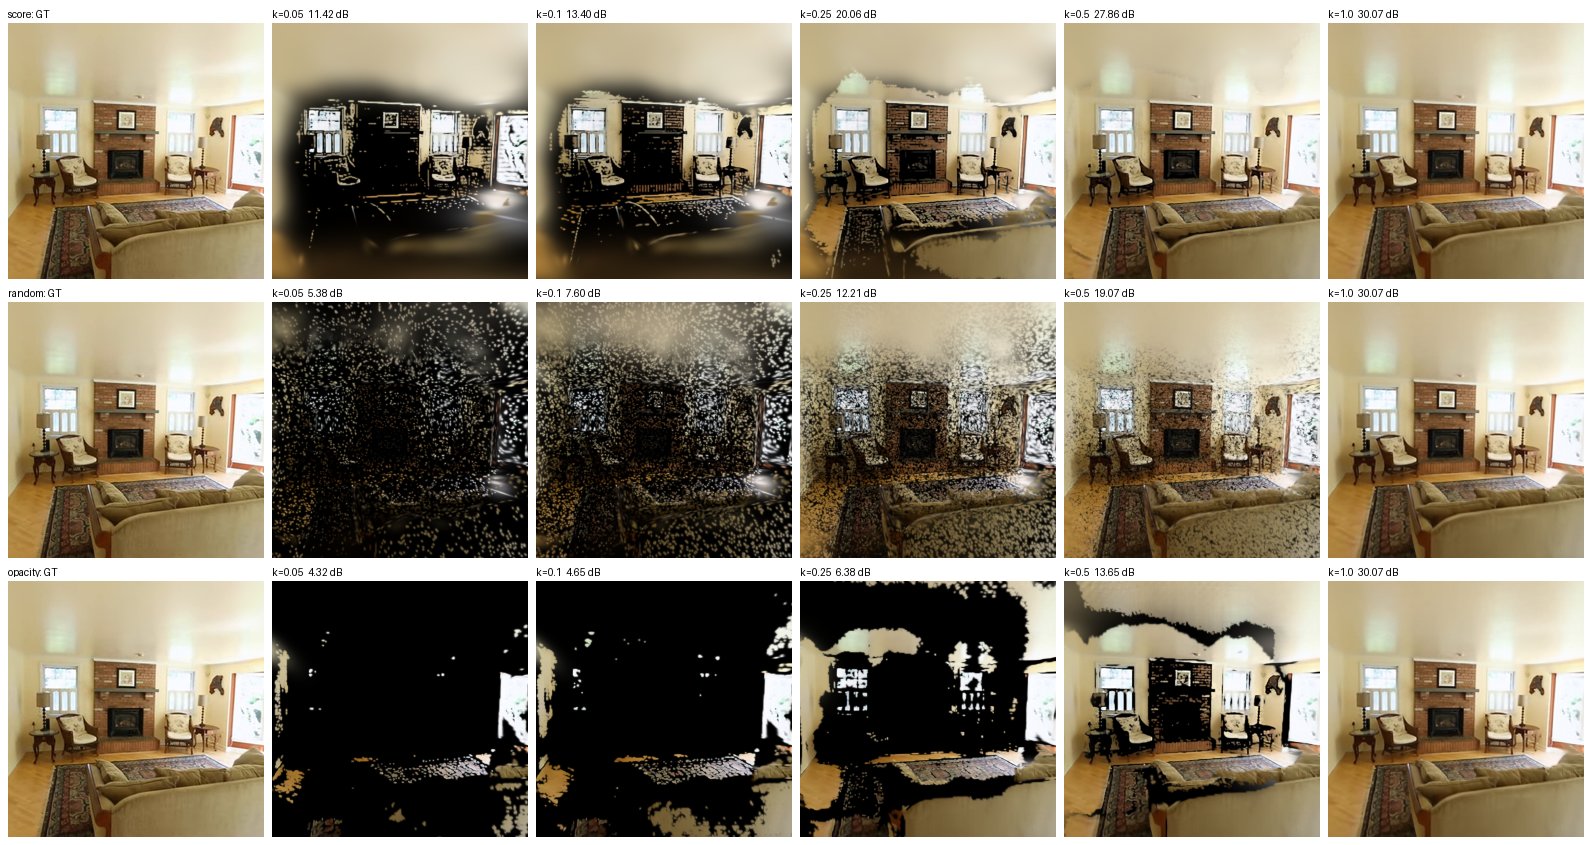 score: GT
k=0.05 11.42 dB
k=0.1 13.40 dB
k=0.25 20.06 dB
k=0.5 27.86 dB
k=1.0 30.07 dB
random: GT
k=0.05 5.38 dB
k=0.1 7.60 dB
k=0.25 12.21 dB
k=0.5 19.07 dB
k=1.0 30.07 dB
opacity: GT
k=0.05 4.32 dB
k=0.1 4.65 dB
k=0.25 6.38 dB
k=0.5 13.65 dB
k=1.0 30.07 dB